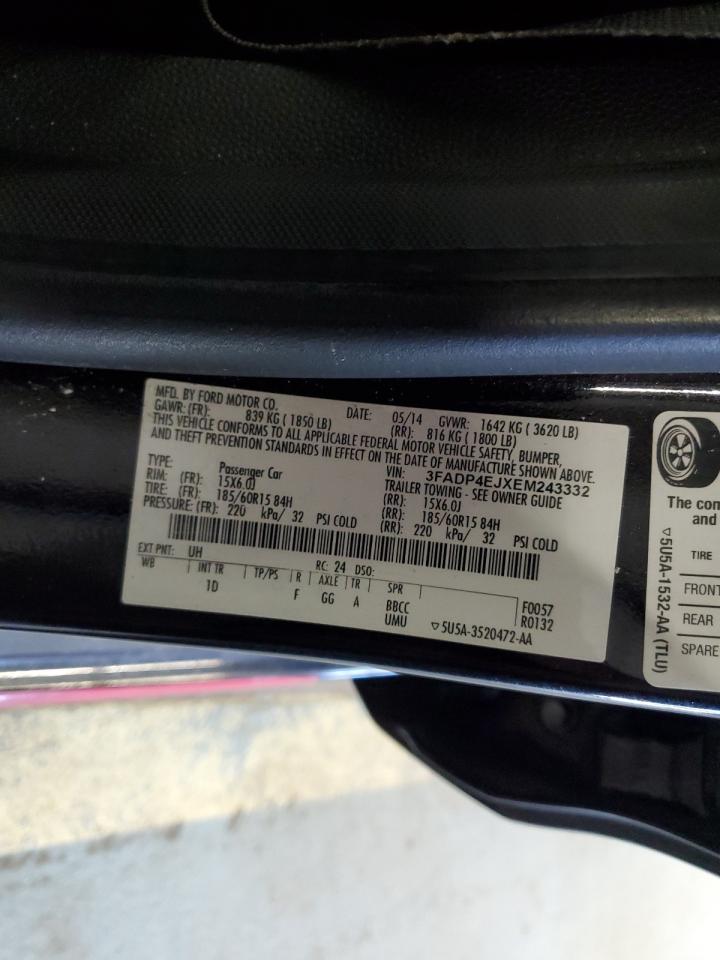 MFD. BY FORD MOTOR CO.
DATE: 05/14 GVWR: 1642 KG ( 3620 LB)
GAWR: (FR): 839 KG ( 1850 LB) (RR): 816 KG ( 1800 LB)
THIS VEHICLE CONFORMS TO ALL APPLICABLE FEDERAL MOTOR VEHICLE SAFETY, BUMPER,
AND THEFT PREVENTION STANDARDS IN EFFECT ON THE DATE OF MANUFACTURE SHOWN ABOVE.
VIN: 3FADP4EJXEM243332
TYPE: Passenger Car TRAILER TOWING - SEE OWNER GUIDE
RIM: (FR) 15X6.0J (RR): 15X6.0J
TIRE: (FR) 185/60R15 84H (RR): 185/60R15 84H
PRESSURE: (FR): 220 kPa/ 32 PSI COLD (RR): 220 kPa/ 32 PSI COLD
EXT PNT: UH RC: 24 DSO:
WB INT TR TP/PS R AXLE TR SPR
1D F GG A BBCC F0057
UMU R0132
▽5U5A-3520472-AA
The con
and
TIRE
FRONT
REAR
SPARE
▽5U5A-1532-AA (TLU)